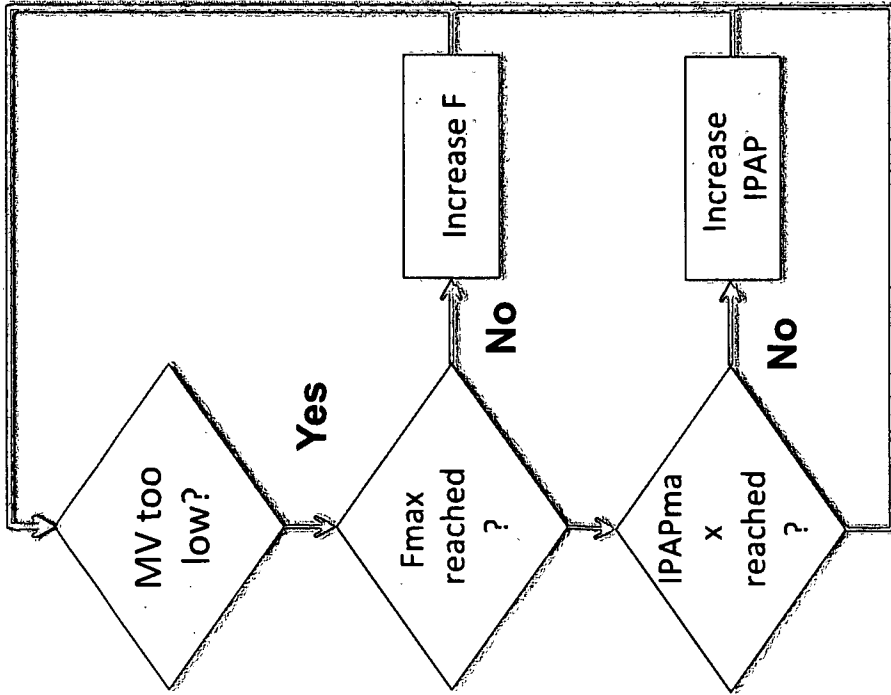 MV too
low?
Yes
Fmax
reached
?
No
Increase F
IPAPma
x
reached
?
No
Increase
IPAP